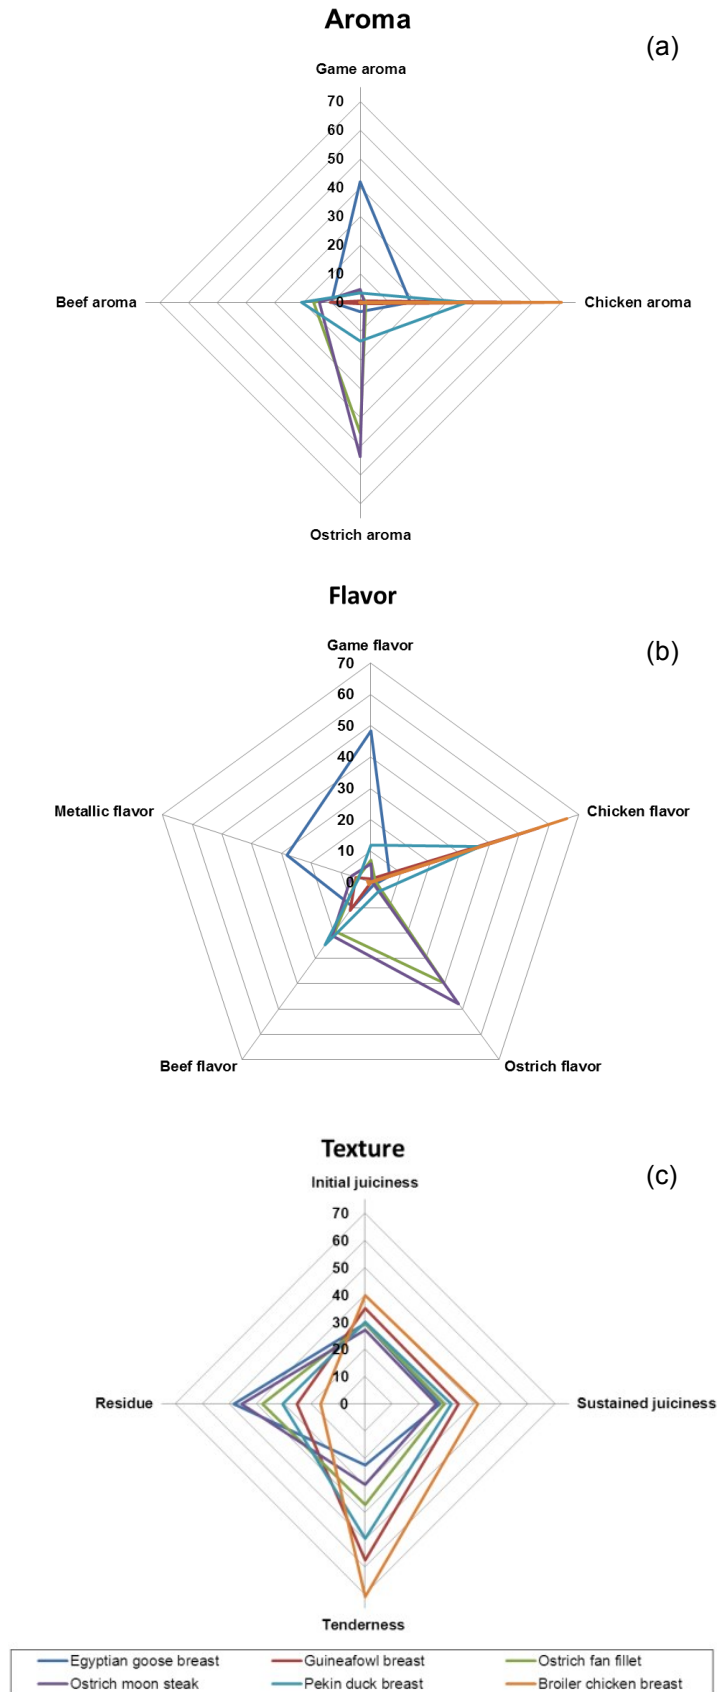 Aroma
(a)
Game aroma
70
60
50
40
30
20
10
0
Beef aroma
Chicken aroma
Ostrich aroma
Flavor
(b)
Game flavor
70
60
50
40
30
20
10
0
Metallic flavor
Chicken flavor
Beef flavor
Ostrich flavor
Texture
(c)
Initial juiciness
70
60
50
40
30
20
10
0
Residue
Sustained juiciness
Tenderness
Egyptian goose breast Guineafowl breast Ostrich fan fillet
Ostrich moon steak Pekin duck breast Broiler chicken breast